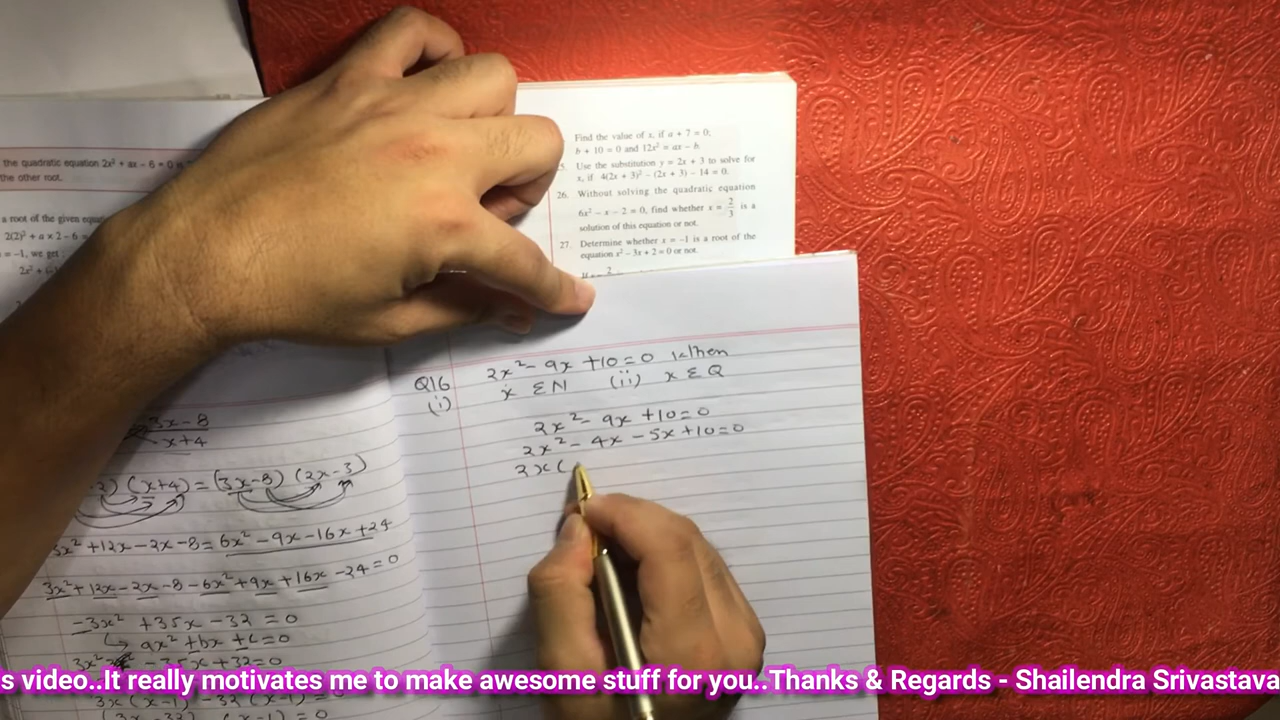 the quadratic equation 2x² + ax – 6 = 0
the other root.
a root of the given
2(2)² + a × 2 – 6 =
= –1, we get :
Find the value of x, if a + 7 = 0,
b + 10 = 0 and 12x² = ax – b.
5. Use the substitution y = 2x + 3 to solve for
x, if 4(2x + 3)² – (2x + 3) – 14 = 0.
26. Without solving the quadratic equation
6x² – x – 2 = 0, find whether x = 2/3 is a
solution of this equation or not.
27. Determine whether x = –1 is a root of the
equation x² – 3x + 2 = 0 or not.
If
3x-8
x+4
(x+4) = (3x-8) (2x-3)
3x² +12x -2x -8 = 6x² -9x -16x +24
3x² +12x -2x -8 -6x² +9x +16x -24 = 0
-3x² +35x -32 = 0
ax² +bx +c = 0
3x² -35x +32 = 0
3x (x-1) -32 (x-1) = 0
(3x-32) (x-1) = 0
Q16 2x² - 9x +10 = 0 when
(i) x ∈ N (ii) x ∈ Q
2x² - 9x +10 = 0
2x² - 4x - 5x +10 = 0
2x (
s video..It really motivates me to make awesome stuff for you..Thanks & Regards - Shailendra Srivastava